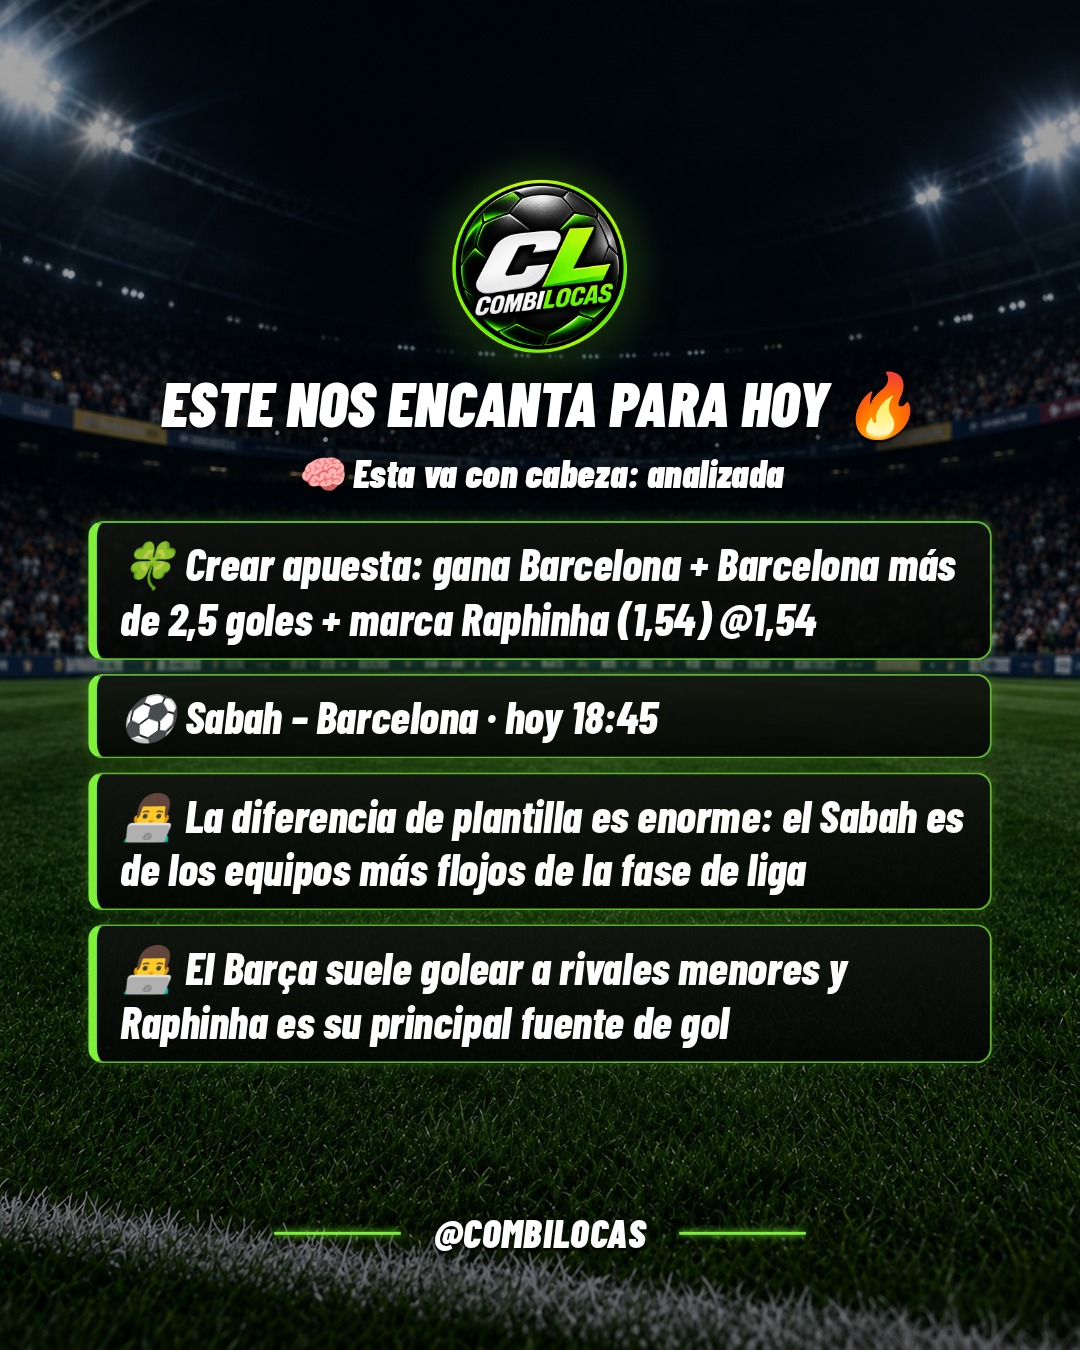 CL
COMBILOCAS
ESTE NOS ENCANTA PARA HOY 🔥
🧠 Esta va con cabeza: analizada
🍀 Crear apuesta: gana Barcelona + Barcelona más
de 2,5 goles + marca Raphinha (1,54) @1,54
⚽ Sabah – Barcelona · hoy 18:45
👨‍💻 La diferencia de plantilla es enorme: el Sabah es
de los equipos más flojos de la fase de liga
👨‍💻 El Barça suele golear a rivales menores y
Raphinha es su principal fuente de gol
@COMBILOCAS